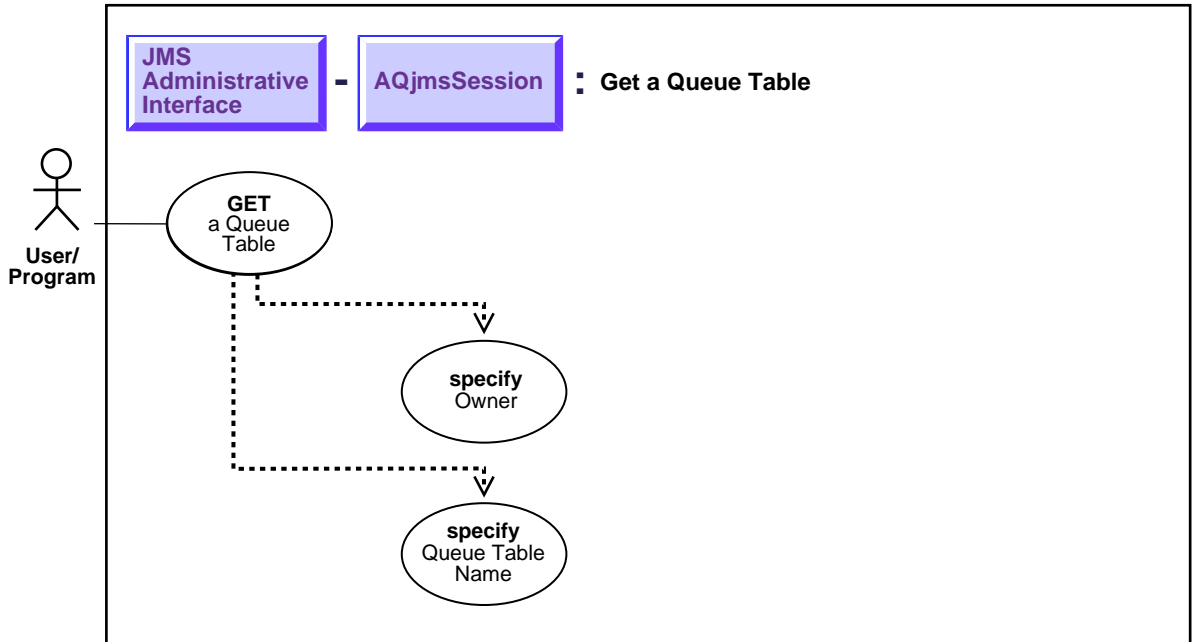 JMS
Administrative
Interface
-
AQjmsSession
:
Get a Queue Table
User/
Program
GET
a Queue
Table
specify
Owner
specify
Queue Table
Name